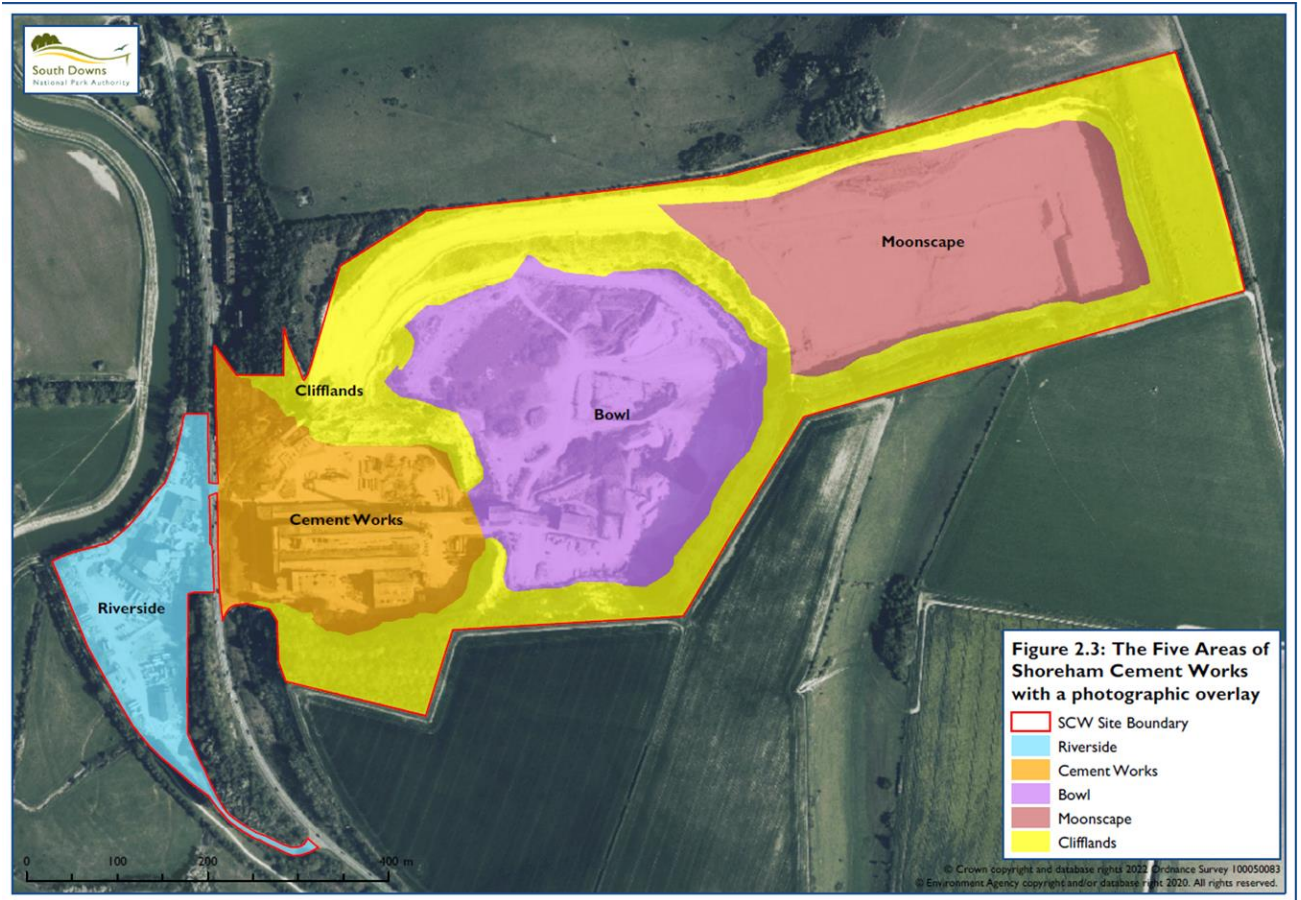 South Downs
National Park Authority
Moonscape
Clifflands
Bowl
Cement Works
Riverside
Figure 2.3: The Five Areas of
Shoreham Cement Works
with a photographic overlay
SCW Site Boundary
Riverside
Cement Works
Bowl
Moonscape
Clifflands
0 100 200 400 m
© Crown copyright and database rights 2022 Ordnance Survey 100050083
© Environment Agency copyright and/or database right 2020. All rights reserved.